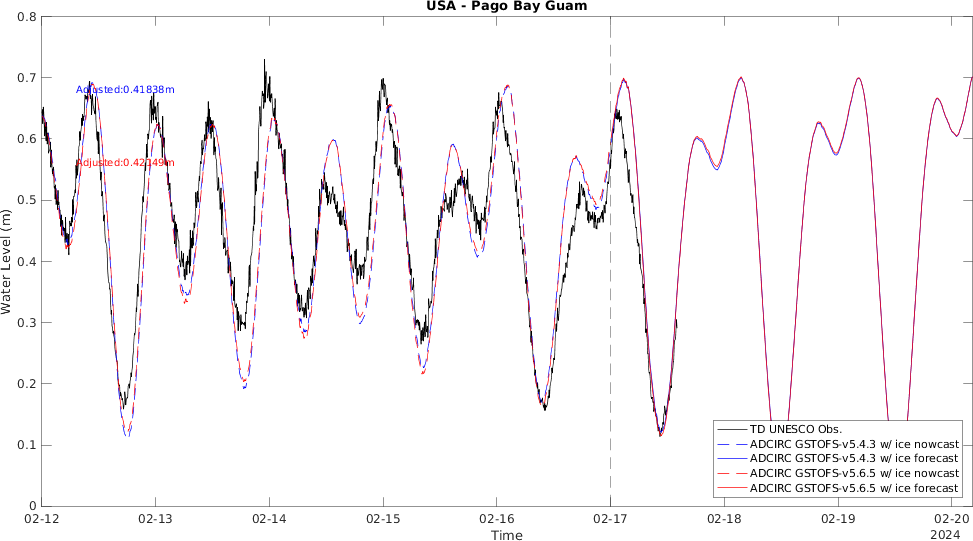 USA - Pago Bay Guam
0.8
0.7
0.6
0.5
0.4
0.3
0.2
0.1
0
Water Level (m)
Adjusted:0.41838m
Adjusted:0.42149m
TD UNESCO Obs.
ADCIRC GSTOFS-v5.4.3 w/ ice nowcast
ADCIRC GSTOFS-v5.4.3 w/ ice forecast
ADCIRC GSTOFS-v5.6.5 w/ ice nowcast
ADCIRC GSTOFS-v5.6.5 w/ ice forecast
02-12 02-13 02-14 02-15 02-16 02-17 02-18 02-19 02-20
2024
Time